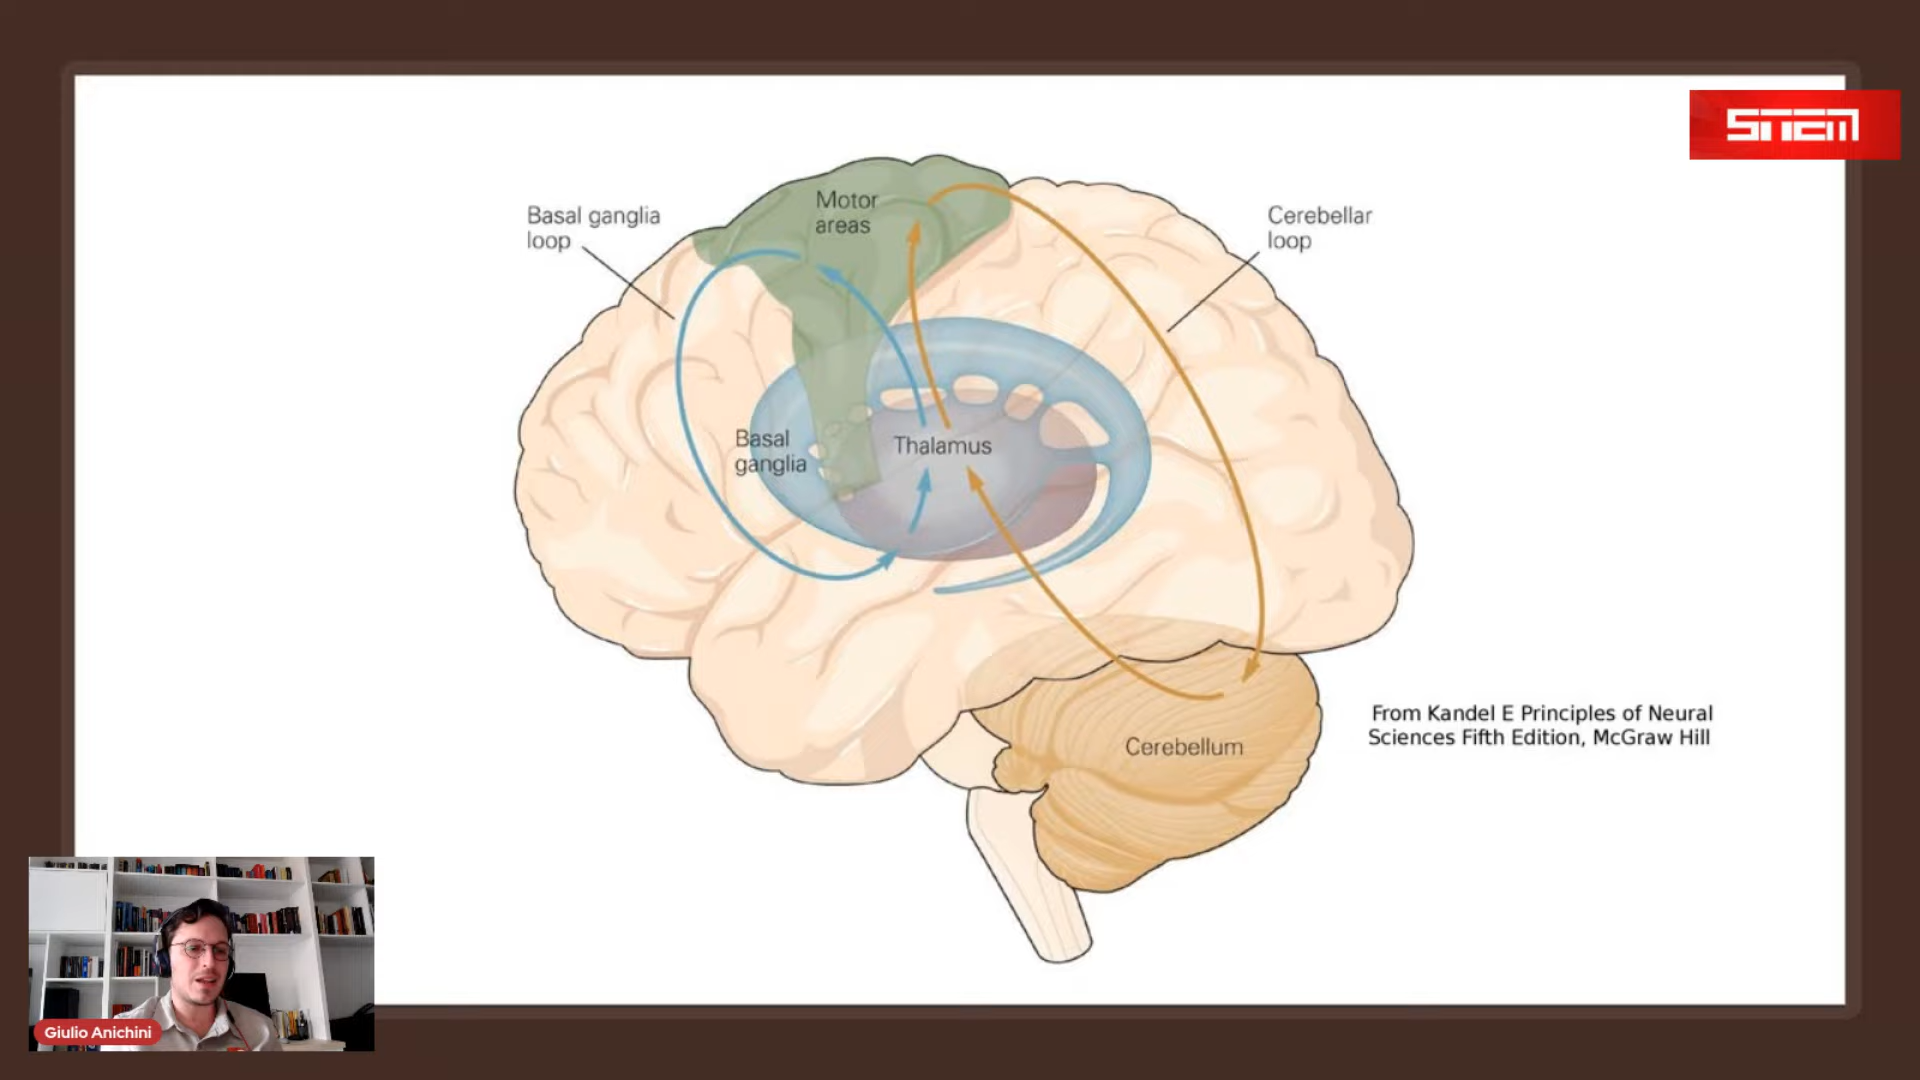 SNEM
Motor
areas
Basal ganglia
loop
Cerebellar
loop
Basal
ganglia
Thalamus
From Kandel E Principles of Neural
Sciences Fifth Edition, McGraw Hill
Cerebellum
Giulio Anichini